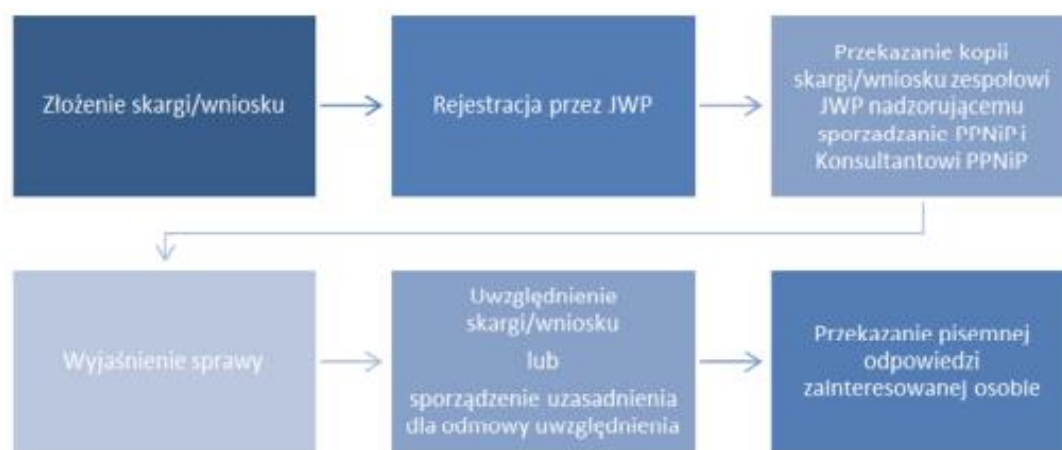 Złożenie skargi/wniosku
Rejestracja przez JWP
Przekazanie kopii
skargi/wniosku zespołowi
JWP nadzorującemu
sporzadzanie PPNiP i
Konsultantowi PPNiP
Wyjaśnienie sprawy
Uwzględnienie
skargi/wniosku
lub
sporządzenie uzasadnienia
dla odmowy uwzględnienia
Przekazanie pisemnej
odpowiedzi
zainteresowanej osobie